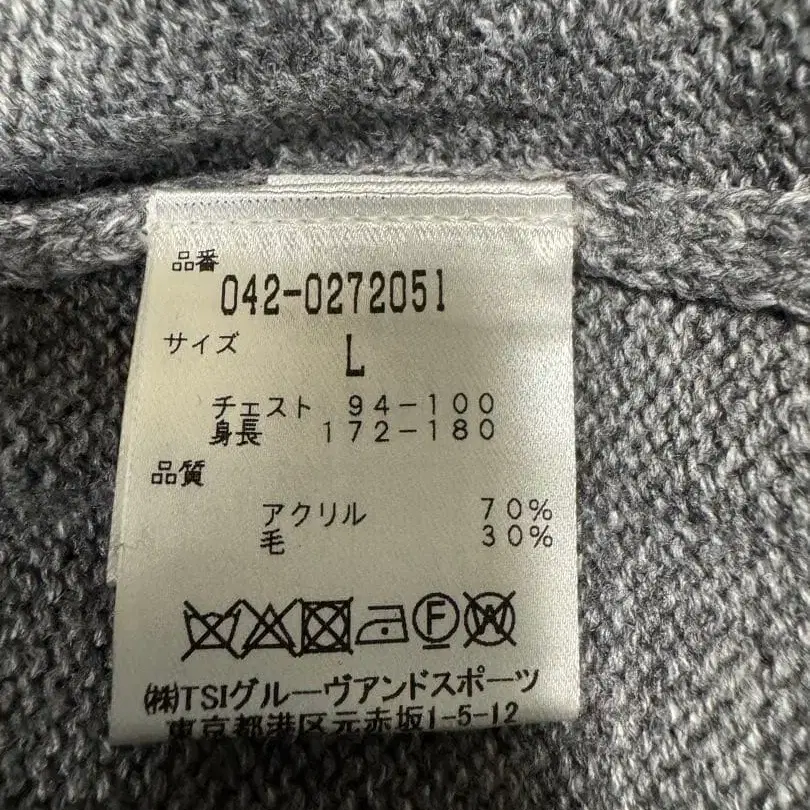 品番
042-0272051
サイズ
L
チェスト 94-100
身長 172-180
品質
アクリル 70%
毛 30%
F W
㈱TSIグルーヴアンドスポーツ
東京都港区元赤坂1-5-12